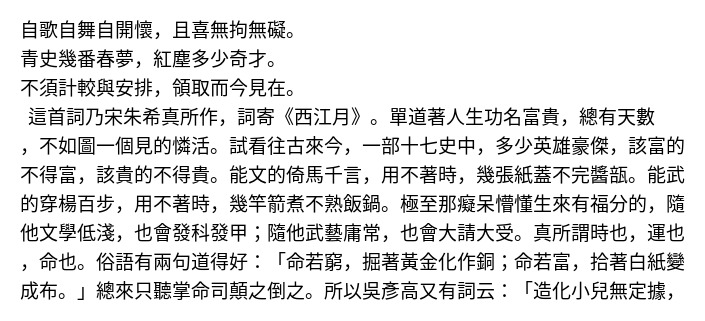 自歌自舞自開懷，且喜無拘無礙。
青史幾番春夢，紅塵多少奇才。
不須計較與安排，領取而今見在。
這首詞乃宋朱希真所作，詞寄《西江月》。單道著人生功名富貴，總有天數
，不如圖一個見的憐活。試看往古來今，一部十七史中，多少英雄豪傑，該富的
不得富，該貴的不得貴。能文的倚馬千言，用不著時，幾張紙蓋不完醬瓿。能武
的穿楊百步，用不著時，幾竿箭煮不熟飯鍋。極至那癡呆懵懂生來有福分的，隨
他文學低淺，也會發科發甲；隨他武藝庸常，也會大請大受。真所謂時也，運也
，命也。俗語有兩句道得好：「命若窮，掘著黃金化作銅；命若富，拾著白紙變
成布。」總來只聽掌命司顛之倒之。所以吳彥高又有詞云：「造化小兒無定據，